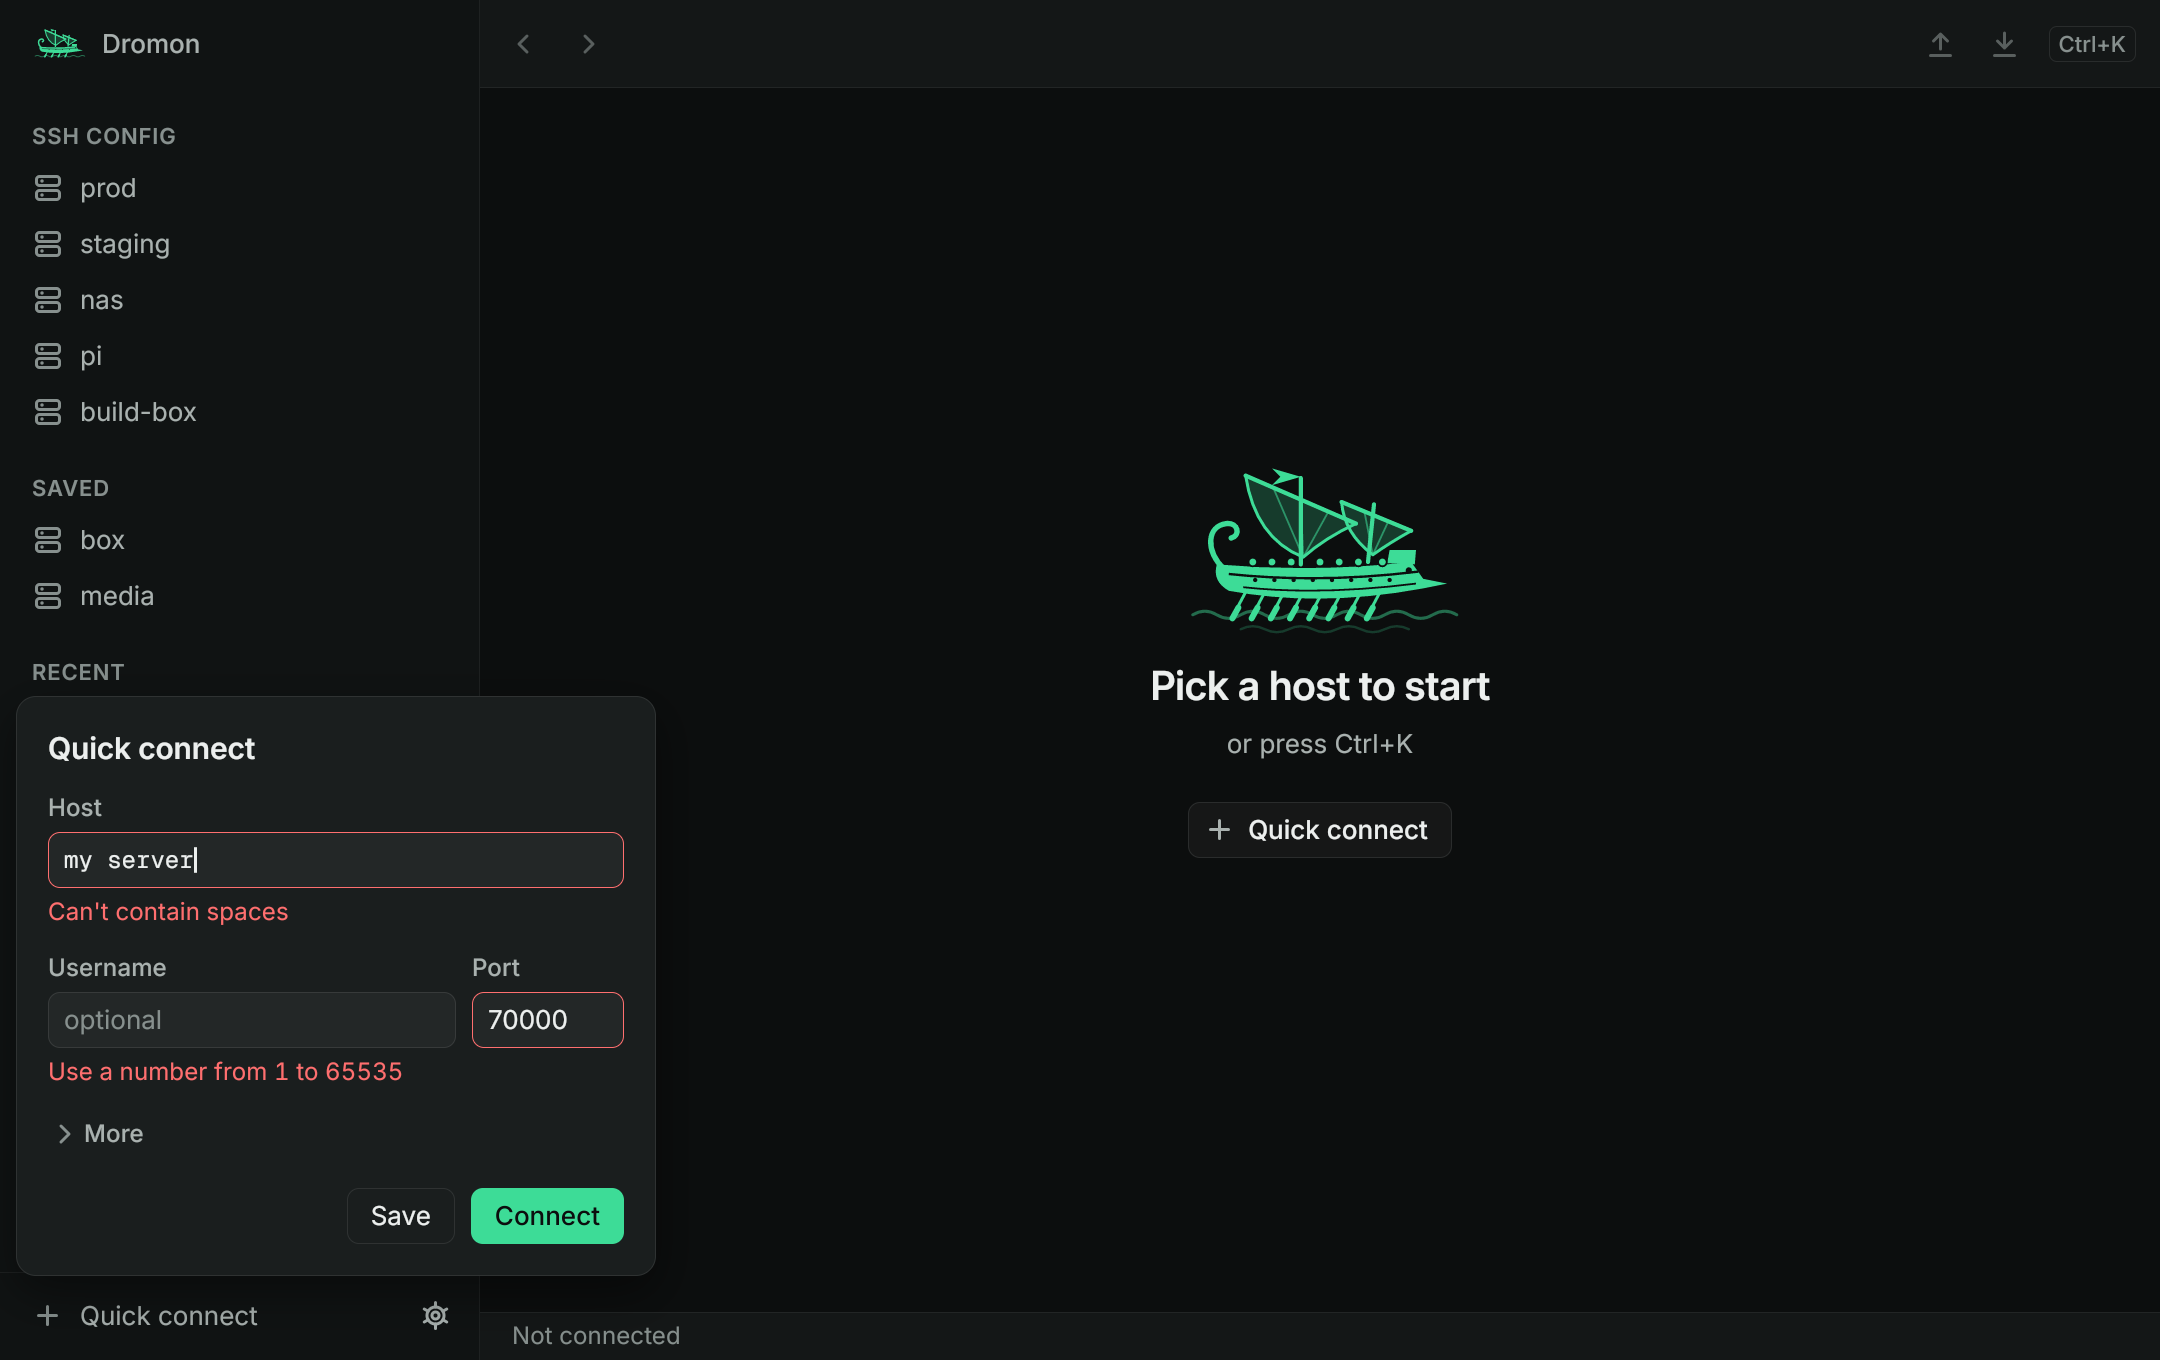 Dromon
Ctrl+K
SSH CONFIG
prod
staging
nas
pi
build-box
SAVED
box
media
RECENT
Quick connect
Host
my server
Can't contain spaces
Username
Port
optional
70000
Use a number from 1 to 65535
More
Save
Connect
Quick connect
Pick a host to start
or press Ctrl+K
Quick connect
Not connected